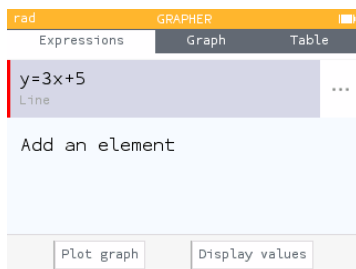 rad GRAPHER
Expressions Graph Table
y=3x+5
Line
...
Add an element
Plot graph Display values